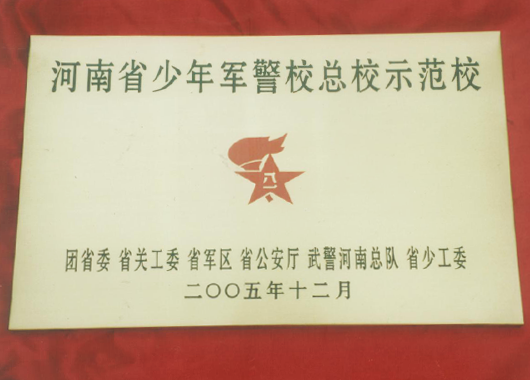 河南省少年军警校总校示范校
八一
团省委 省关工委 省军区 省公安厅 武警河南总队 省少工委
二〇〇五年十二月